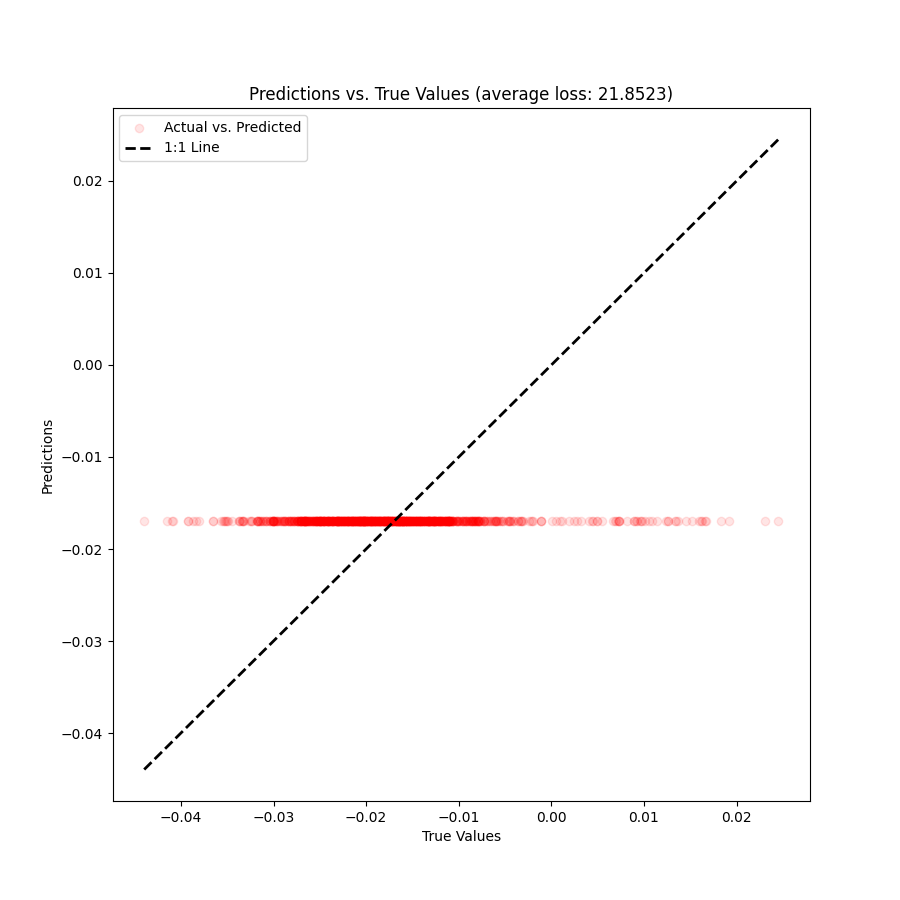 Predictions vs. True Values (average loss: 21.8523)
Actual vs. Predicted
1:1 Line
0.02
0.01
0.00
−0.01
−0.02
−0.03
−0.04
Predictions
−0.04 −0.03 −0.02 −0.01 0.00 0.01 0.02
True Values